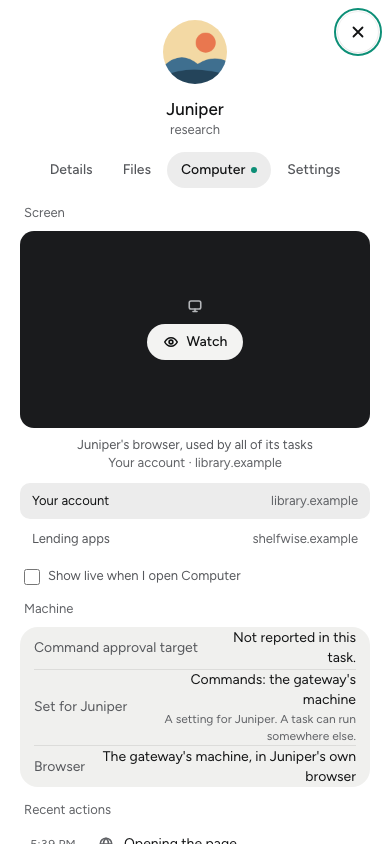 Juniper
research
Details Files Computer Settings
Screen
Watch
Juniper's browser, used by all of its tasks
Your account · library.example
Your account library.example
Lending apps shelfwise.example
Show live when I open Computer
Machine
Command approval target Not reported in this
task.
Set for Juniper Commands: the gateway's
machine
A setting for Juniper. A task can run
somewhere else.
Browser The gateway's machine, in Juniper's own
browser
Recent actions
5:39 PM Opening the page